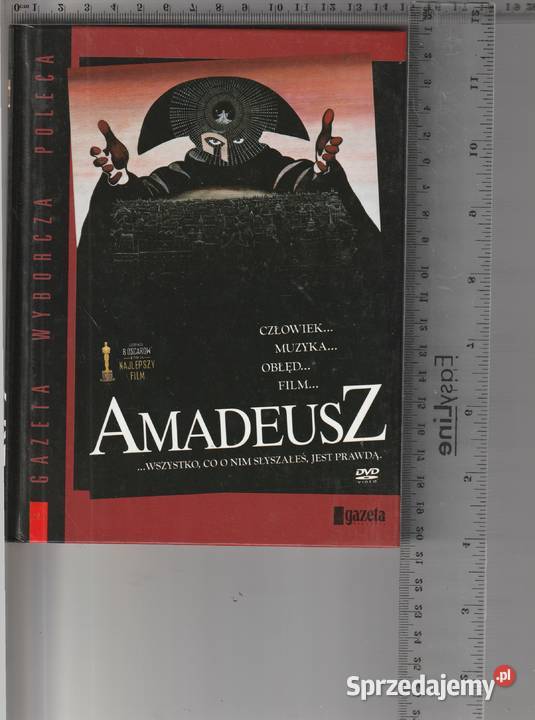 GAZETA WYBORCZA POLECA
8 OSCARÓW
NAJLEPSZY
FILM
CZŁOWIEK...
MUZYKA...
OBŁĘD...
FILM...
AMADEUSZ
...WSZYSTKO, CO O NIM SŁYSZAŁEŚ, JEST PRAWDĄ.
DVD
VIDEO
gazeta
EasyLine
Sprzedajemy.pl